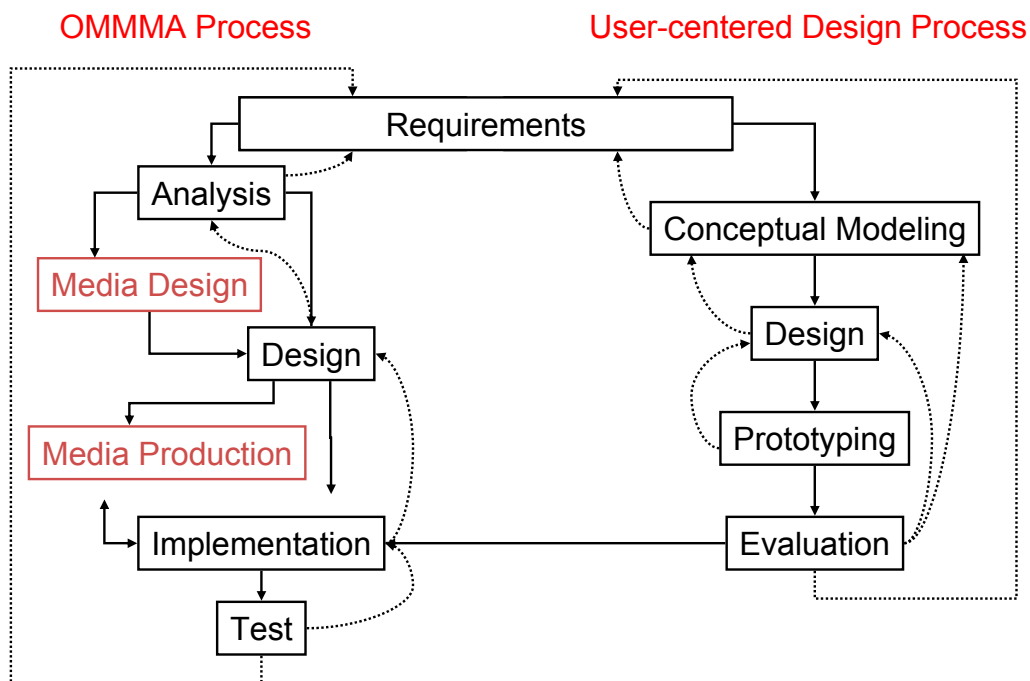 OMMMA Process
User-centered Design Process
Requirements
Analysis
Conceptual Modeling
Media Design
Design
Design
Media Production
Prototyping
Implementation
Evaluation
Test